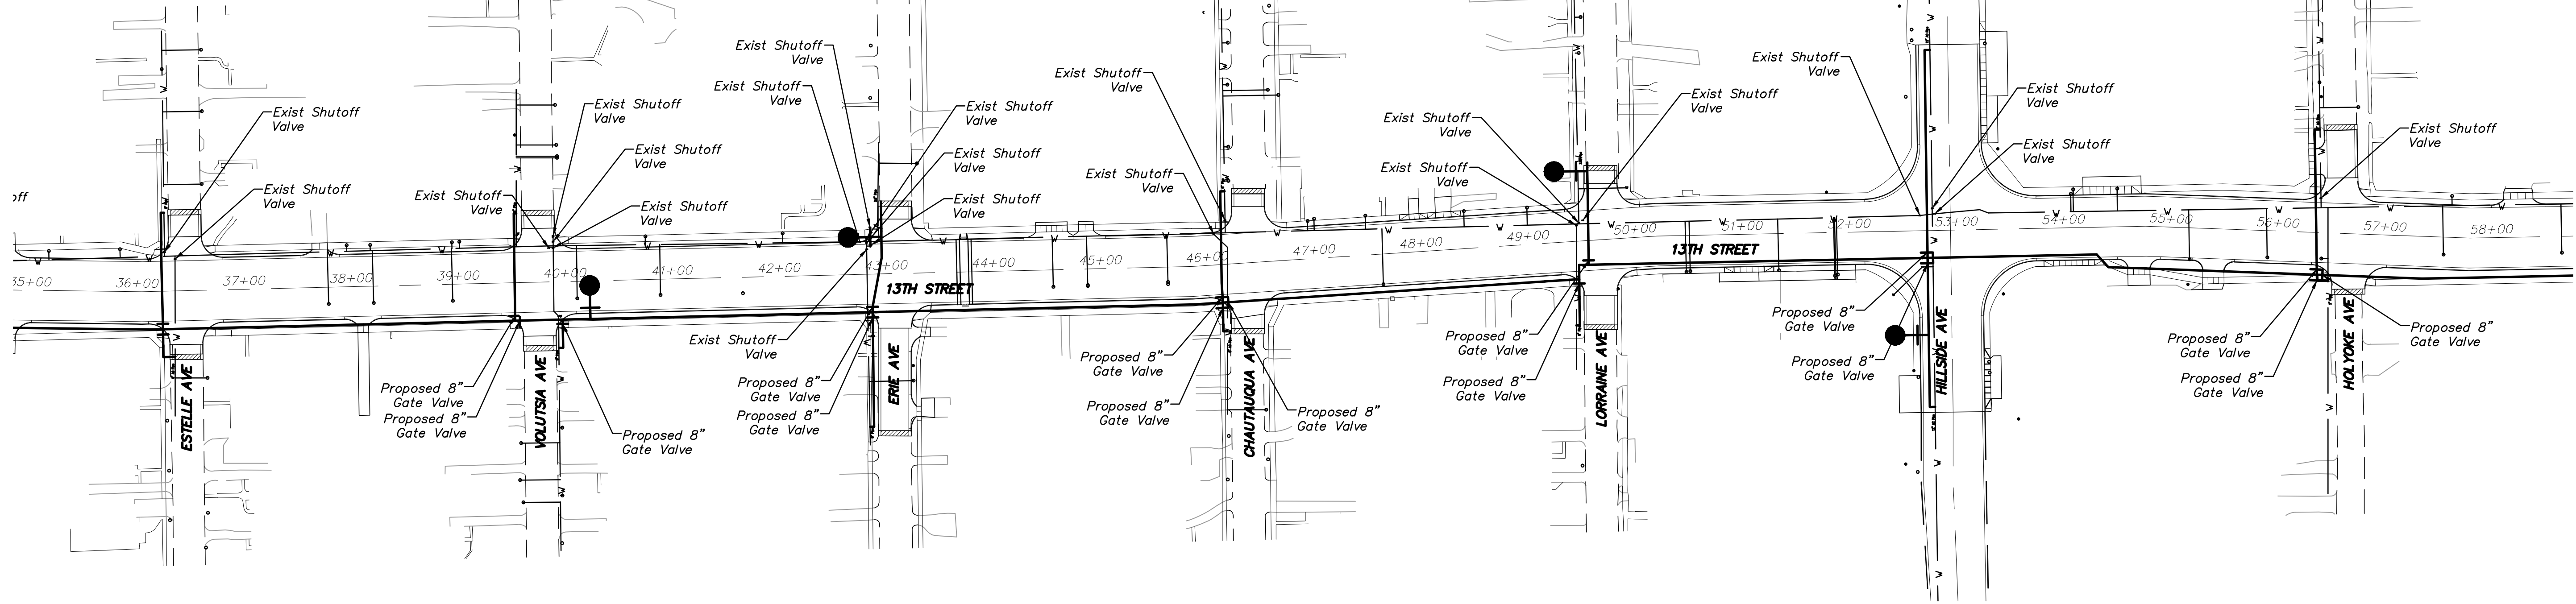 Exist Shutoff
Valve
Exist Shutoff
Valve
Exist Shutoff
Valve
Exist Shutoff
Valve
Exist Shutoff
Valve
Exist Shutoff
Valve
Exist Shutoff
Valve
Exist Shutoff
Valve
Exist Shutoff
Valve
Exist Shutoff
Valve
Exist Shutoff
Valve
Exist Shutoff
Valve
Exist Shutoff
Valve
Exist Shutoff
Valve
Exist Shutoff
Valve
Exist Shutoff
Valve
Exist Shutoff
Valve
Exist Shutoff
Valve
Exist Shutoff
Valve
Exist Shutoff
Valve
Exist Shutoff
Valve
Exist Shutoff
Valve
off
35+00
36+00
37+00
38+00
39+00
40+00
41+00
42+00
43+00
44+00
45+00
46+00
47+00
48+00
49+00
50+00
51+00
52+00
53+00
54+00
55+00
56+00
57+00
58+00
13TH STREET
13TH STREET
ESTELLE AVE
VOLUTSIA AVE
ERIE AVE
CHAUTAUQUA AVE
LORRAINE AVE
HILLSIDE AVE
HOLYOKE AVE
Proposed 8"
Gate Valve
Proposed 8"
Gate Valve
Proposed 8"
Gate Valve
Proposed 8"
Gate Valve
Proposed 8"
Gate Valve
Proposed 8"
Gate Valve
Proposed 8"
Gate Valve
Proposed 8"
Gate Valve
Proposed 8"
Gate Valve
Proposed 8"
Gate Valve
Proposed 8"
Gate Valve
Proposed 8"
Gate Valve
Proposed 8"
Gate Valve
Proposed 8"
Gate Valve
Proposed 8"
Gate Valve